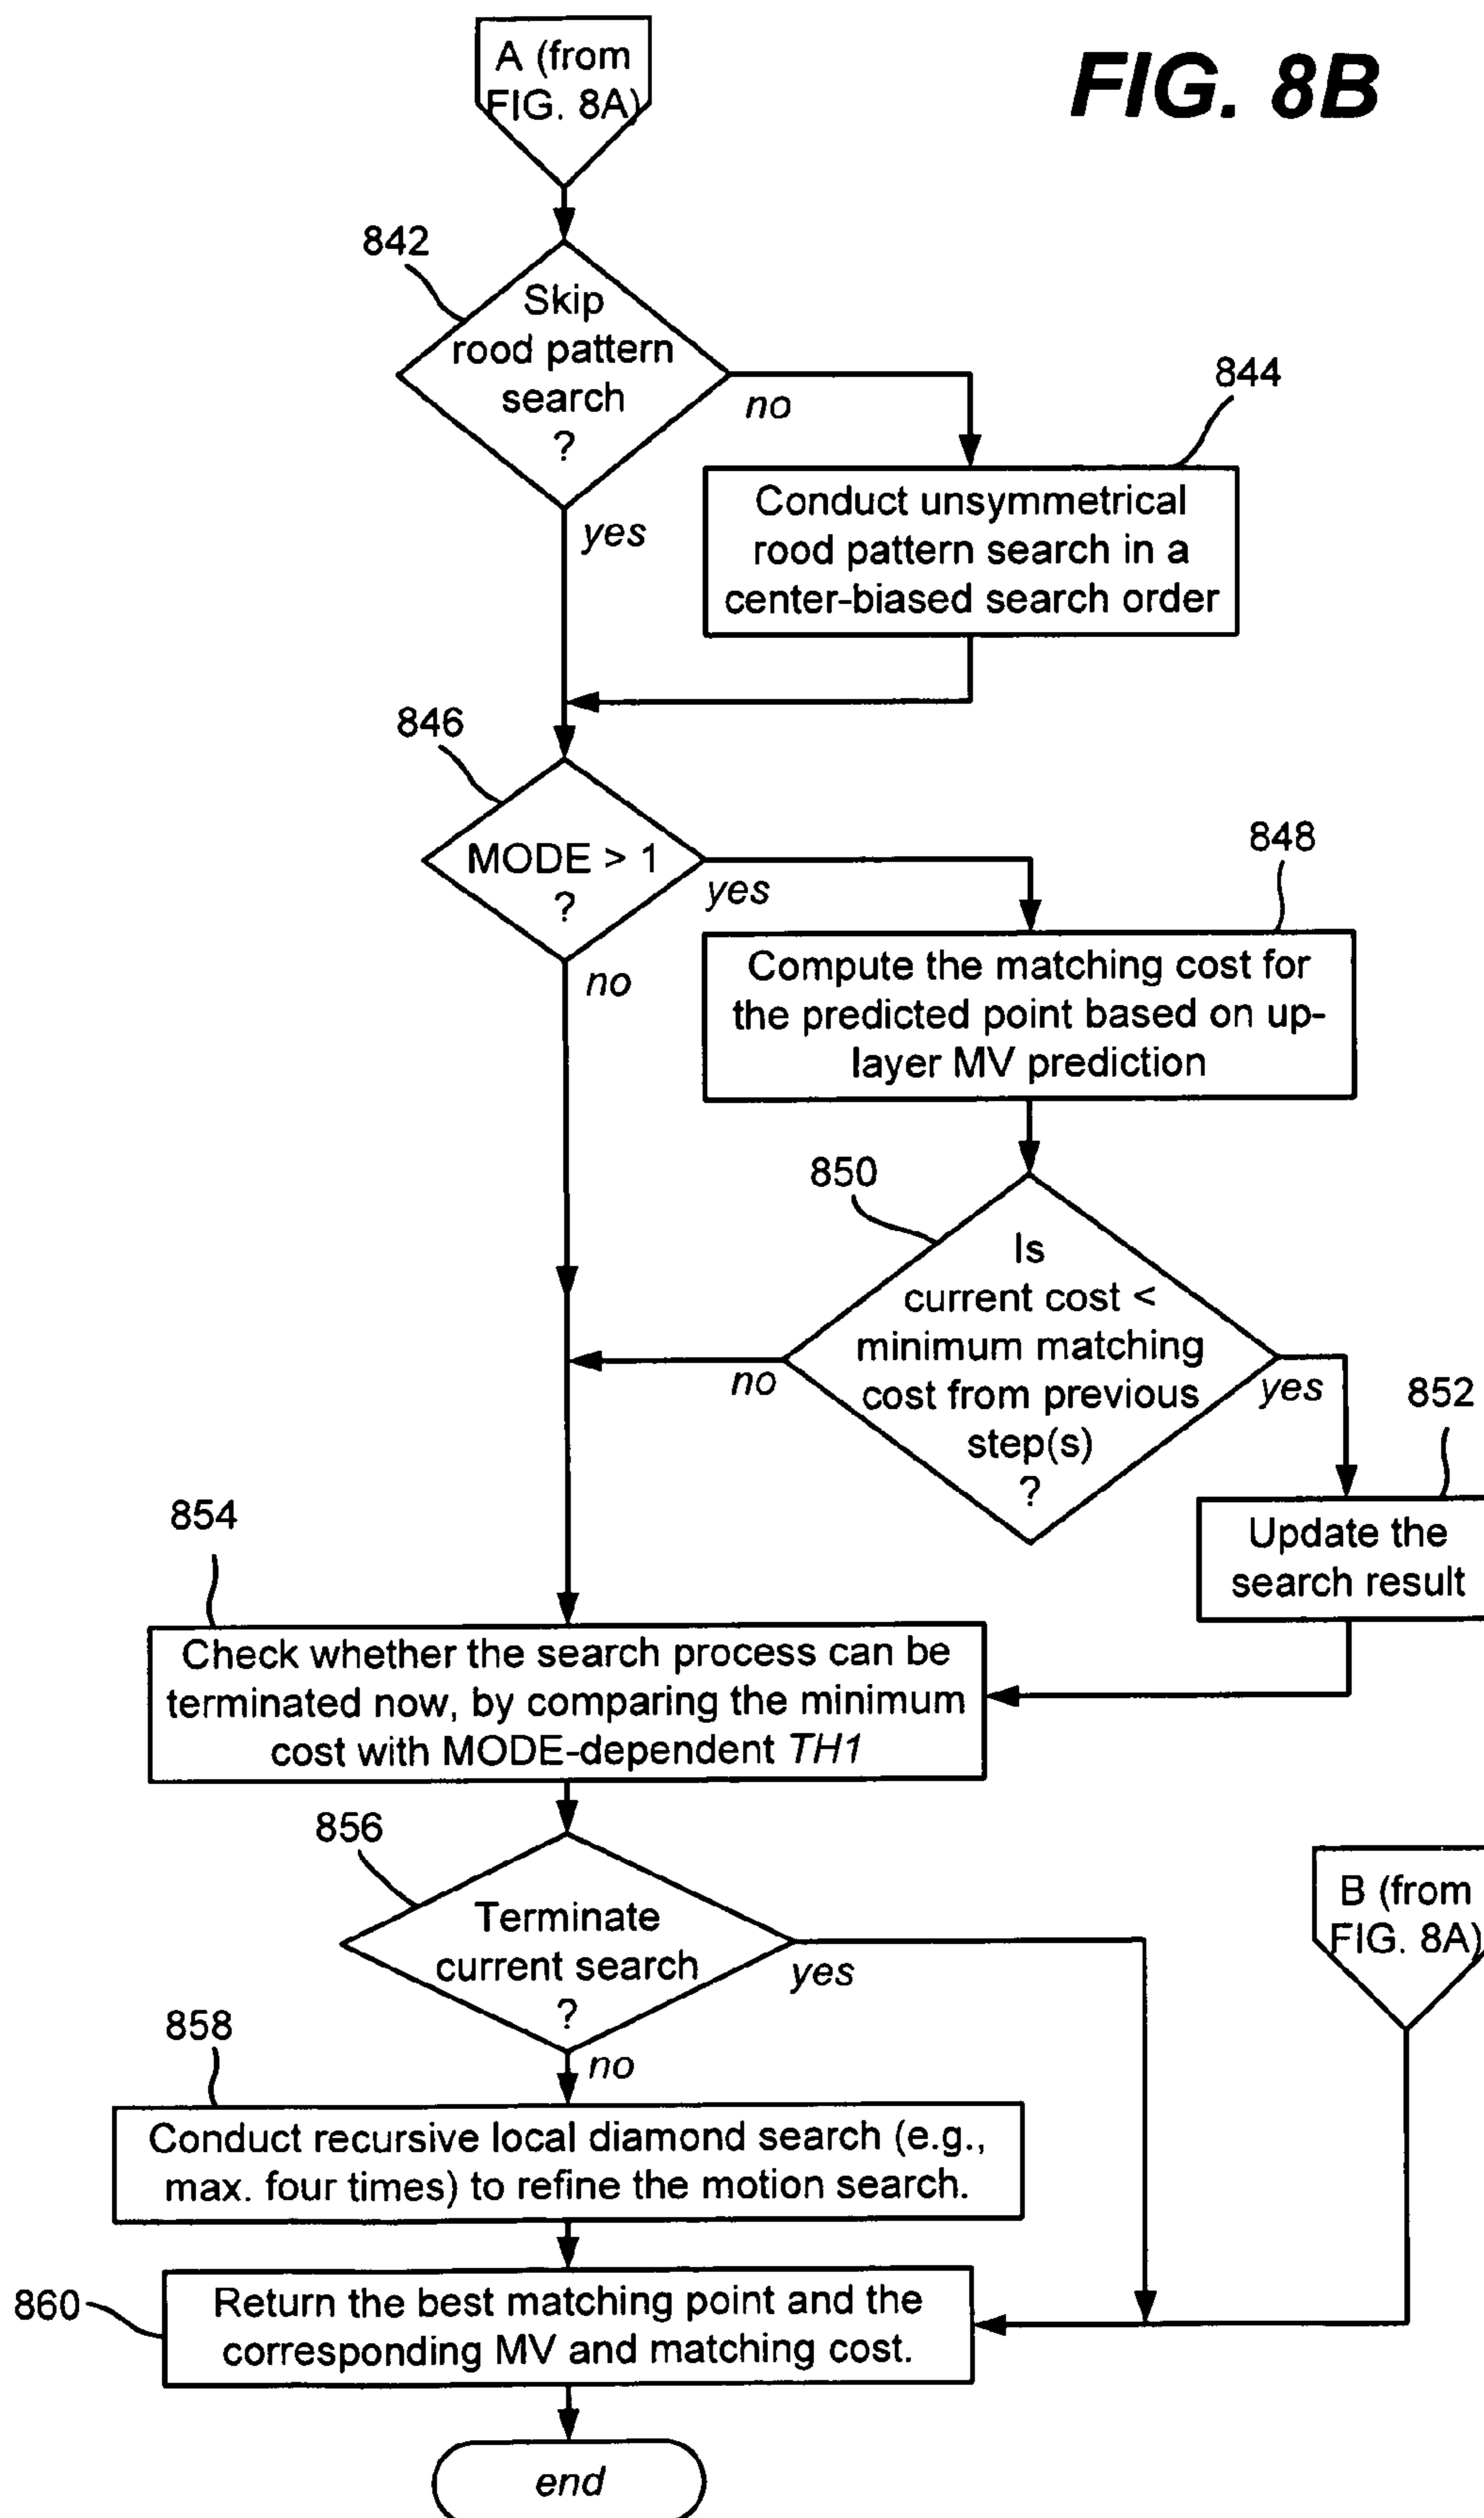 A (from
FIG. 8A)
FIG. 8B
842
Skip
rood pattern
search
?
no
yes
844
Conduct unsymmetrical
rood pattern search in a
center-biased search order
846
MODE > 1
?
yes
no
848
Compute the matching cost for
the predicted point based on up-
layer MV prediction
850
Is
current cost <
minimum matching
cost from previous
step(s)
?
no
yes
852
Update the
search result
854
Check whether the search process can be
terminated now, by comparing the minimum
cost with MODE-dependent TH1
856
Terminate
current search
?
yes
no
B (from
FIG. 8A)
858
Conduct recursive local diamond search (e.g.,
max. four times) to refine the motion search.
860
Return the best matching point and the
corresponding MV and matching cost.
end